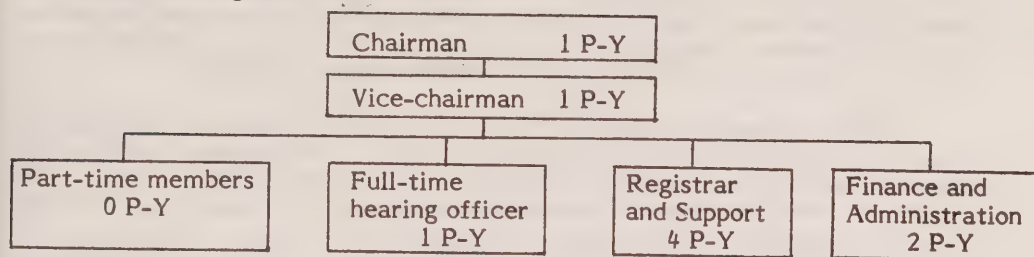 Chairman 1 P-Y
Vice-chairman 1 P-Y
Part-time members
0 P-Y
Full-time
hearing officer
1 P-Y
Registrar
and Support
4 P-Y
Finance and
Administration
2 P-Y